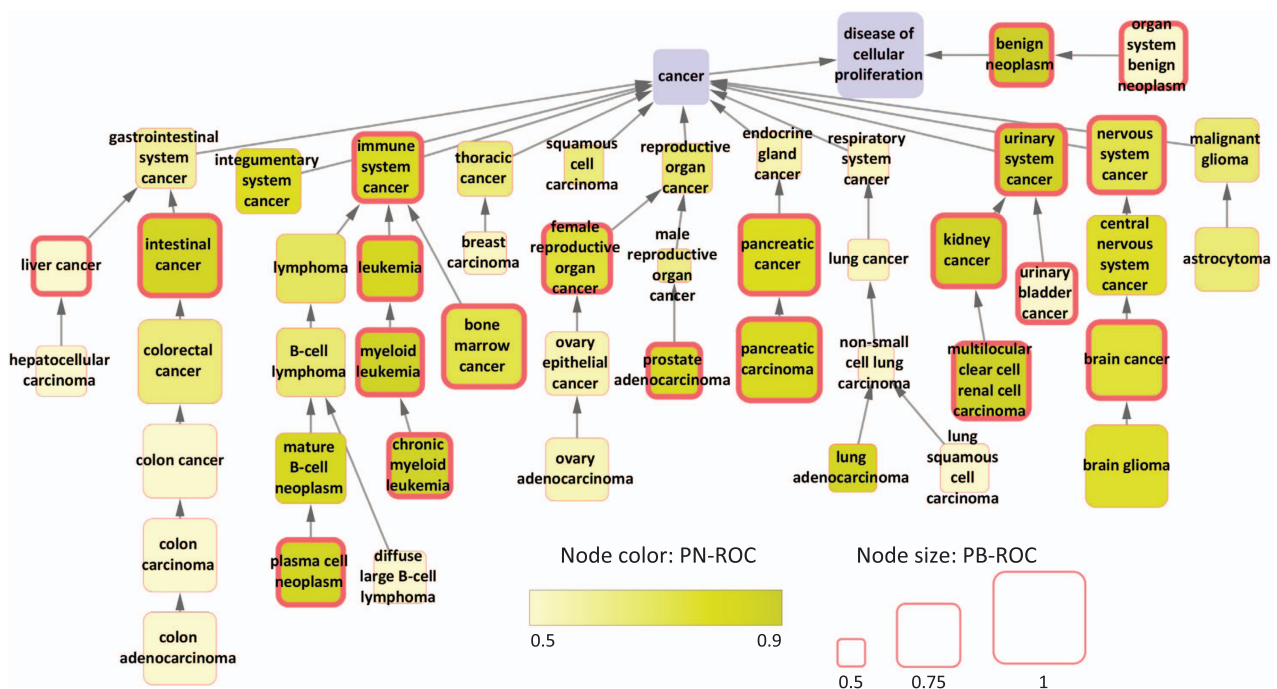 disease of
cellular
proliferation
benign
neoplasm
organ
system
benign
neoplasm
cancer
gastrointestinal
system
cancer
integumentary
system
cancer
immune
system
cancer
thoracic
cancer
squamous
cell
carcinoma
reproductive
organ
cancer
endocrine
gland
cancer
respiratory
system
cancer
urinary
system
cancer
nervous
system
cancer
malignant
glioma
liver cancer
intestinal
cancer
lymphoma
leukemia
breast
carcinoma
female
reproductive
organ
cancer
male
reproductive
organ
cancer
pancreatic
cancer
lung cancer
kidney
cancer
urinary
bladder
cancer
central
nervous
system
cancer
astrocytoma
hepatocellular
carcinoma
colorectal
cancer
B-cell
lymphoma
myeloid
leukemia
bone
marrow
cancer
ovary
epithelial
cancer
prostate
adenocarcinoma
pancreatic
carcinoma
non-small
cell lung
carcinoma
multilocular
clear cell
renal cell
carcinoma
brain cancer
colon cancer
mature
B-cell
neoplasm
chronic
myeloid
leukemia
ovary
adenocarcinoma
lung
adenocarcinoma
lung
squamous
cell
carcinoma
brain glioma
colon
carcinoma
plasma cell
neoplasm
diffuse
large B-cell
lymphoma
colon
adenocarcinoma
Node color: PN-ROC
0.5 0.9
Node size: PB-ROC
0.5 0.75 1